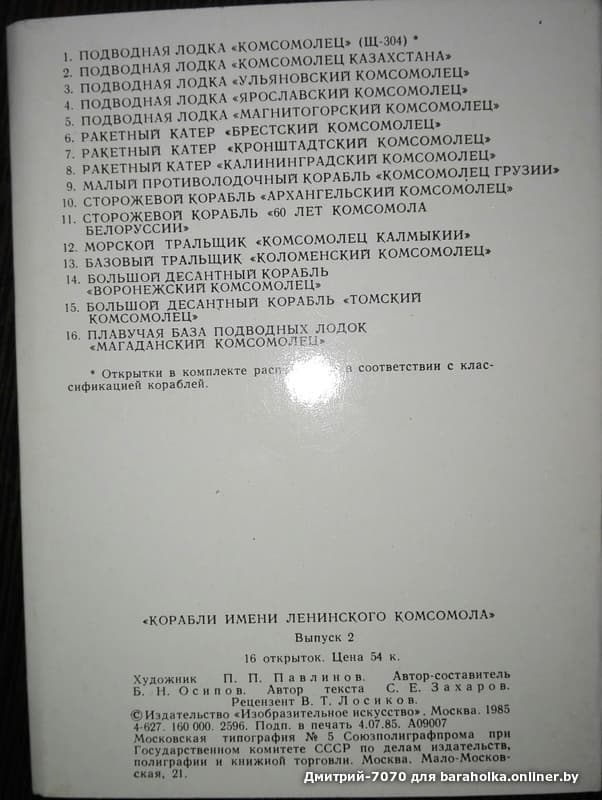 1. ПОДВОДНАЯ ЛОДКА «КОМСОМОЛЕЦ» (Щ-304) *
2. ПОДВОДНАЯ ЛОДКА «КОМСОМОЛЕЦ КАЗАХСТАНА»
3. ПОДВОДНАЯ ЛОДКА «УЛЬЯНОВСКИЙ КОМСОМОЛЕЦ»
4. ПОДВОДНАЯ ЛОДКА «ЯРОСЛАВСКИЙ КОМСОМОЛЕЦ»
5. ПОДВОДНАЯ ЛОДКА «МАГНИТОГОРСКИЙ КОМСОМОЛЕЦ»
6. РАКЕТНЫЙ КАТЕР «БРЕСТСКИЙ КОМСОМОЛЕЦ»
7. РАКЕТНЫЙ КАТЕР «КРОНШТАДТСКИЙ КОМСОМОЛЕЦ»
8. РАКЕТНЫЙ КАТЕР «КАЛИНИНГРАДСКИЙ КОМСОМОЛЕЦ»
9. МАЛЫЙ ПРОТИВОЛОДОЧНЫЙ КОРАБЛЬ «КОМСОМОЛЕЦ ГРУЗИИ»
10. СТОРОЖЕВОЙ КОРАБЛЬ «АРХАНГЕЛЬСКИЙ КОМСОМОЛЕЦ»
11. СТОРОЖЕВОЙ КОРАБЛЬ «60 ЛЕТ КОМСОМОЛА
БЕЛОРУССИИ»
12. МОРСКОЙ ТРАЛЬЩИК «КОМСОМОЛЕЦ КАЛМЫКИИ»
13. БАЗОВЫЙ ТРАЛЬЩИК «КОЛОМЕНСКИЙ КОМСОМОЛЕЦ»
14. БОЛЬШОЙ ДЕСАНТНЫЙ КОРАБЛЬ
«ВОРОНЕЖСКИЙ КОМСОМОЛЕЦ»
15. БОЛЬШОЙ ДЕСАНТНЫЙ КОРАБЛЬ «ТОМСКИЙ
КОМСОМОЛЕЦ»
16. ПЛАВУЧАЯ БАЗА ПОДВОДНЫХ ЛОДОК
«МАГАДАНСКИЙ КОМСОМОЛЕЦ»
* Открытки в комплекте в соответствии с клас-
сификацией кораблей.
«КОРАБЛИ ИМЕНИ ЛЕНИНСКОГО КОМСОМОЛА»
Выпуск 2
16 открыток. Цена 54 к.
Художник П. П. Павлинов. Автор-составитель
Б. Н. Осипов. Автор текста С. Е. Захаров.
Рецензент В. Т. Лосиков.
© Издательство «Изобразительное искусство». Москва. 1985
4-627. 160 000. 2596. Подп. в печать 4.07.85. А09007
Московская типография № 5 Союзполиграфпрома при
Государственном комитете СССР по делам издательств,
полиграфии и книжной торговли. Москва. Мало-Москов-
ская, 21.
Дмитрий-7070 для baraholka.onliner.by